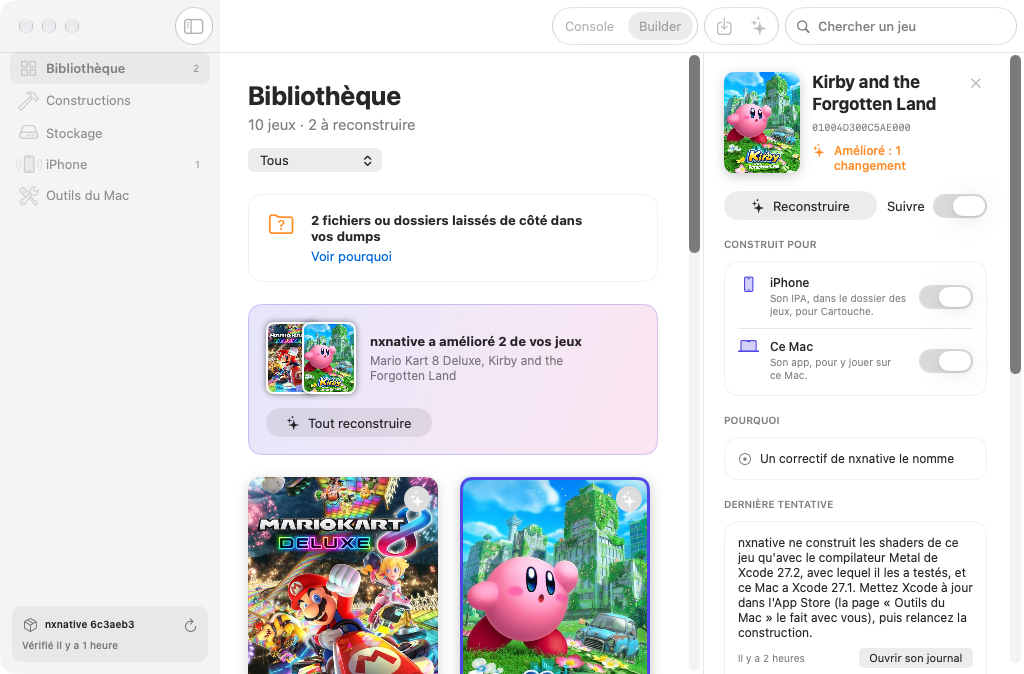 Console
Builder
Chercher un jeu
Bibliothèque
2
Constructions
Stockage
iPhone
1
Outils du Mac
nxnative 6c3aeb3
Vérifié il y a 1 heure
Bibliothèque
10 jeux · 2 à reconstruire
Tous
2 fichiers ou dossiers laissés de côté dans
vos dumps
Voir pourquoi
nxnative a amélioré 2 de vos jeux
Mario Kart 8 Deluxe, Kirby and the
Forgotten Land
Tout reconstruire
MARIOKART 8
DELUXE
Kirby and the
Forgotten Land
01004D300C5AE000
Amélioré : 1
changement
Reconstruire
Suivre
CONSTRUIT POUR
iPhone
Son IPA, dans le dossier des
jeux, pour Cartouche.
Ce Mac
Son app, pour y jouer sur
ce Mac.
POURQUOI
Un correctif de nxnative le nomme
DERNIÈRE TENTATIVE
nxnative ne construit les shaders de ce
jeu qu'avec le compilateur Metal de
Xcode 27.2, avec lequel il les a testés, et
ce Mac a Xcode 27.1. Mettez Xcode à jour
dans l'App Store (la page « Outils du
Mac » le fait avec vous), puis relancez la
construction.
il y a 2 heures
Ouvrir son journal